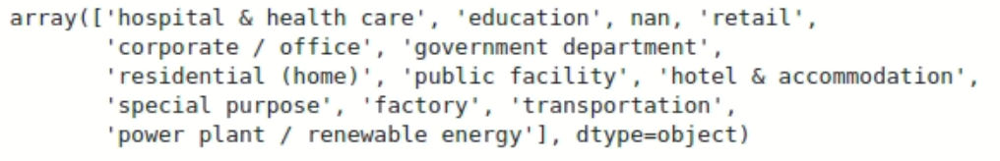 array(['hospital & health care', 'education', nan, 'retail',
'corporate / office', 'government department',
'residential (home)', 'public facility', 'hotel & accommodation',
'special purpose', 'factory', 'transportation',
'power plant / renewable energy'], dtype=object)